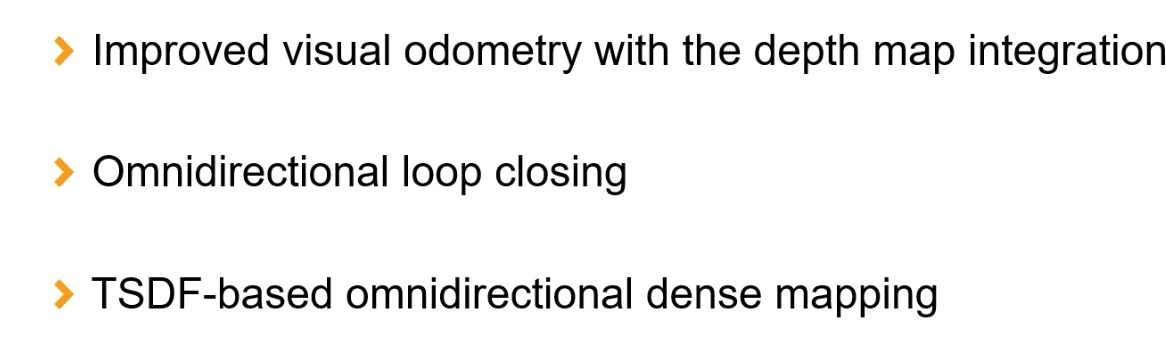 Improved visual odometry with the depth map integration
Omnidirectional loop closing
TSDF-based omnidirectional dense mapping